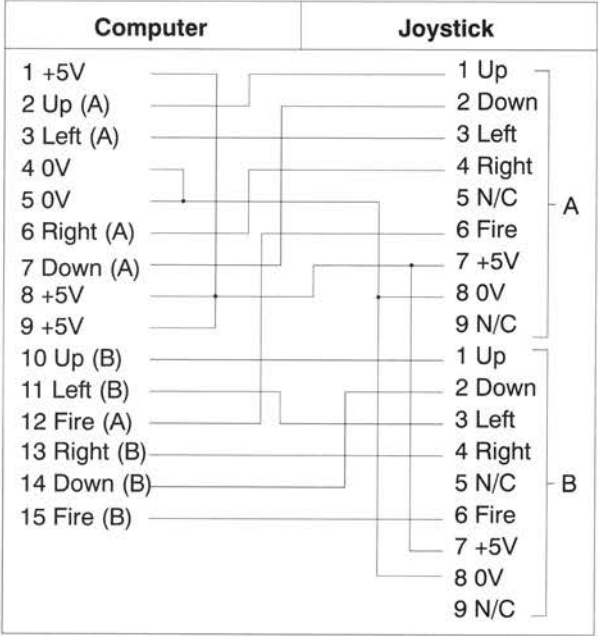 Computer Joystick
1 +5V 1 Up
2 Up (A) 2 Down
3 Left (A) 3 Left
4 0V 4 Right
5 0V 5 N/C
A
6 Right (A) 6 Fire
7 Down (A) 7 +5V
8 +5V 8 0V
9 +5V 9 N/C
10 Up (B) 1 Up
11 Left (B) 2 Down
12 Fire (A) 3 Left
13 Right (B) 4 Right
14 Down (B) 5 N/C B
15 Fire (B) 6 Fire
7 +5V
8 0V
9 N/C